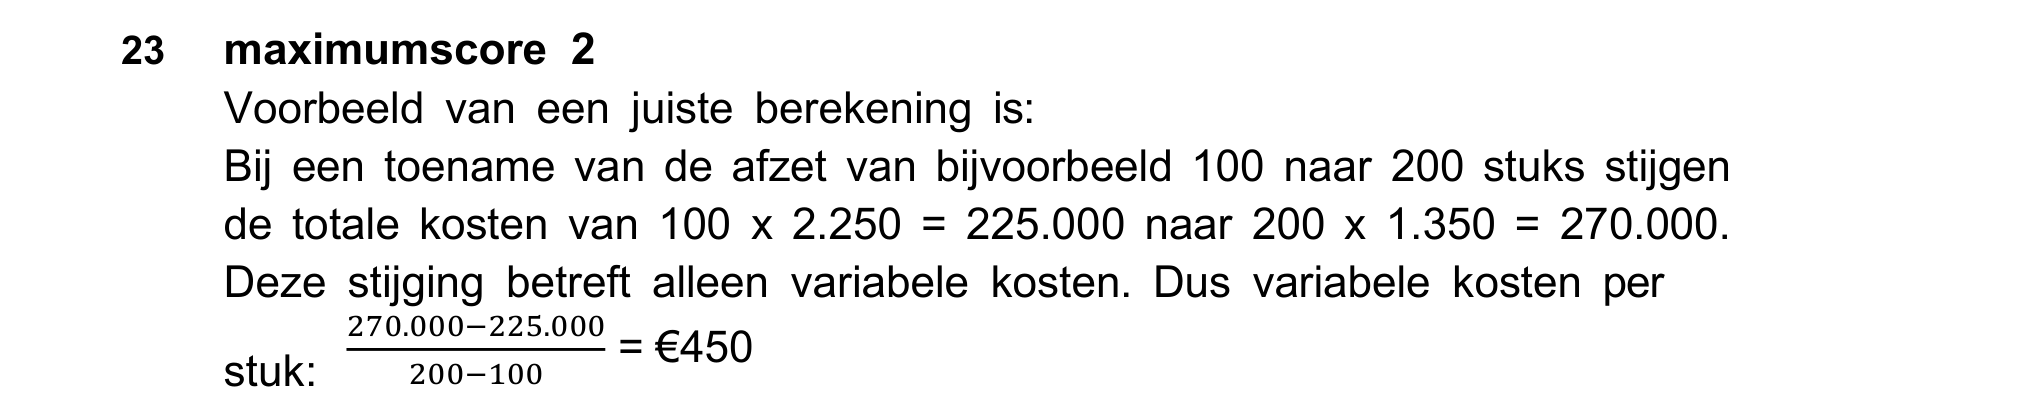 23 maximumscore 2
Voorbeeld van een juiste berekening is:
Bij een toename van de afzet van bijvoorbeeld 100 naar 200 stuks stijgen
de totale kosten van 100 x 2.250 = 225.000 naar 200 x 1.350 = 270.000.
Deze stijging betreft alleen variabele kosten. Dus variabele kosten per
270.000−225.000
stuk: = €450
200−100